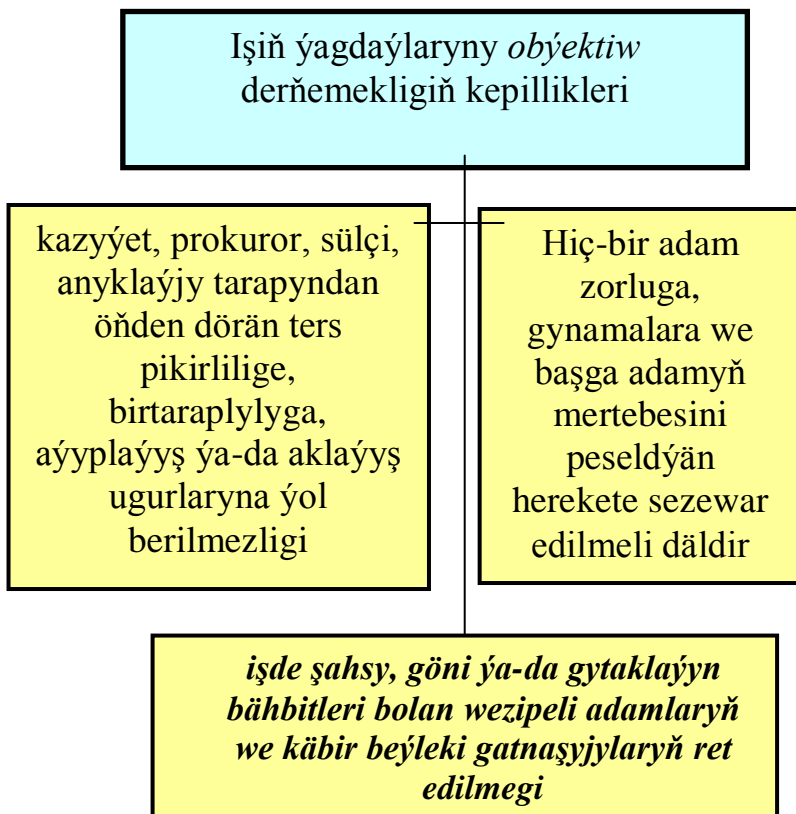 Işiň ýagdaýlaryny obýektiw
derňemekligiň kepillikleri
kazyýet, prokuror, sülçi,
anyklaýjy tarapyndan
öňden dörän ters
pikirlilige,
birtaraplylyga,
aýyplaýyş ýa-da aklaýyş
ugurlaryna ýol
berilmezligi
Hiç-bir adam
zorluga,
gynamalara we
başga adamyň
mertebesini
peseldýän
herekete sezewar
edilmeli däldir
işde şahsy, göni ýa-da gytaklaýyn
bähbitleri bolan wezipeli adamlaryň
we käbir beýleki gatnaşyjylaryň ret
edilmegi